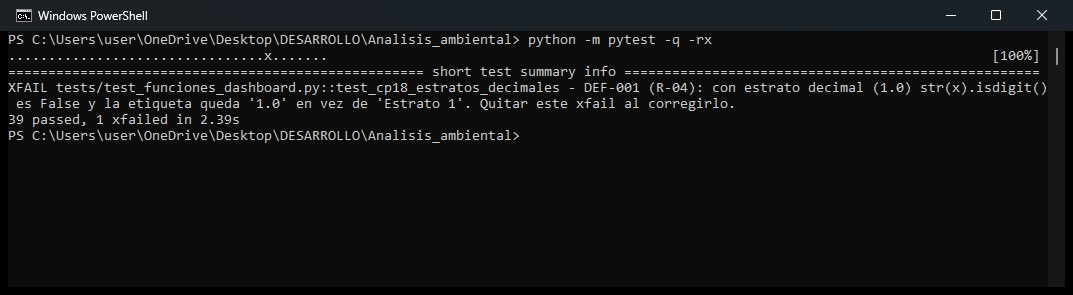 Windows PowerShell
PS C:\Users\user\OneDrive\Desktop\DESARROLLO\Analisis_ambiental> python -m pytest -q -rx
................................x....... [100%]
==================================================== short test summary info ====================================================
XFAIL tests/test_funciones_dashboard.py::test_cp18_estratos_decimales - DEF-001 (R-04): con estrato decimal (1.0) str(x).isdigit()
es False y la etiqueta queda '1.0' en vez de 'Estrato 1'. Quitar este xfail al corregirlo.
39 passed, 1 xfailed in 2.39s
PS C:\Users\user\OneDrive\Desktop\DESARROLLO\Analisis_ambiental>